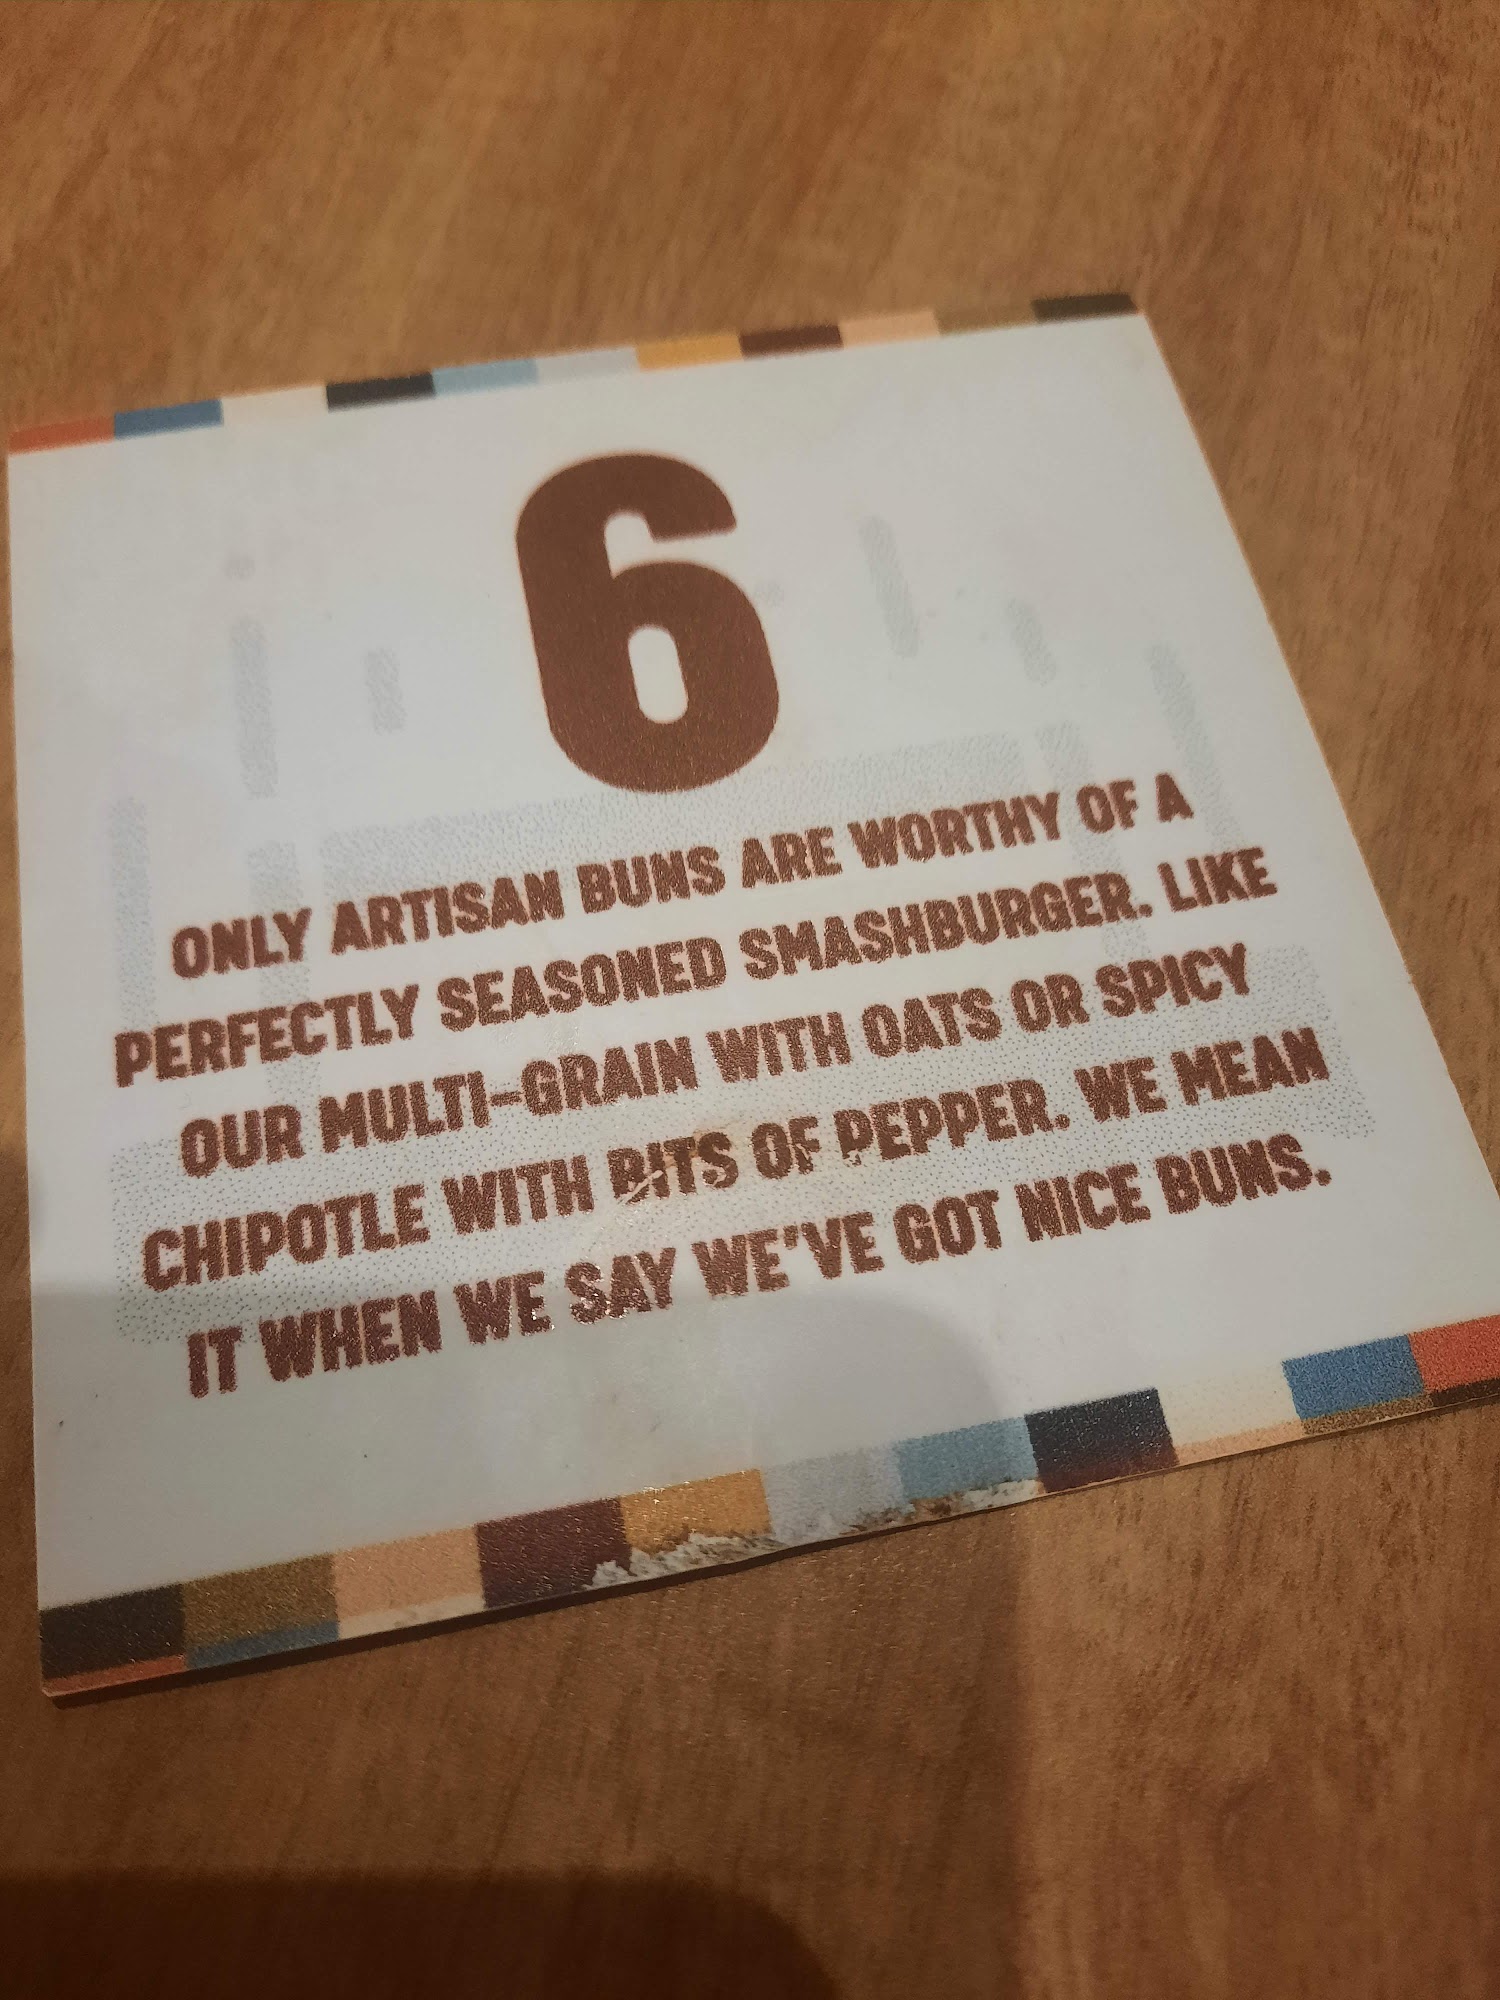 6
ONLY ARTISAN BUNS ARE WORTHY OF A
PERFECTLY SEASONED SMASHBURGER. LIKE
OUR MULTI-GRAIN WITH OATS OR SPICY
CHIPOTLE WITH BITS OF PEPPER. WE MEAN
IT WHEN WE SAY WE'VE GOT NICE BUNS.